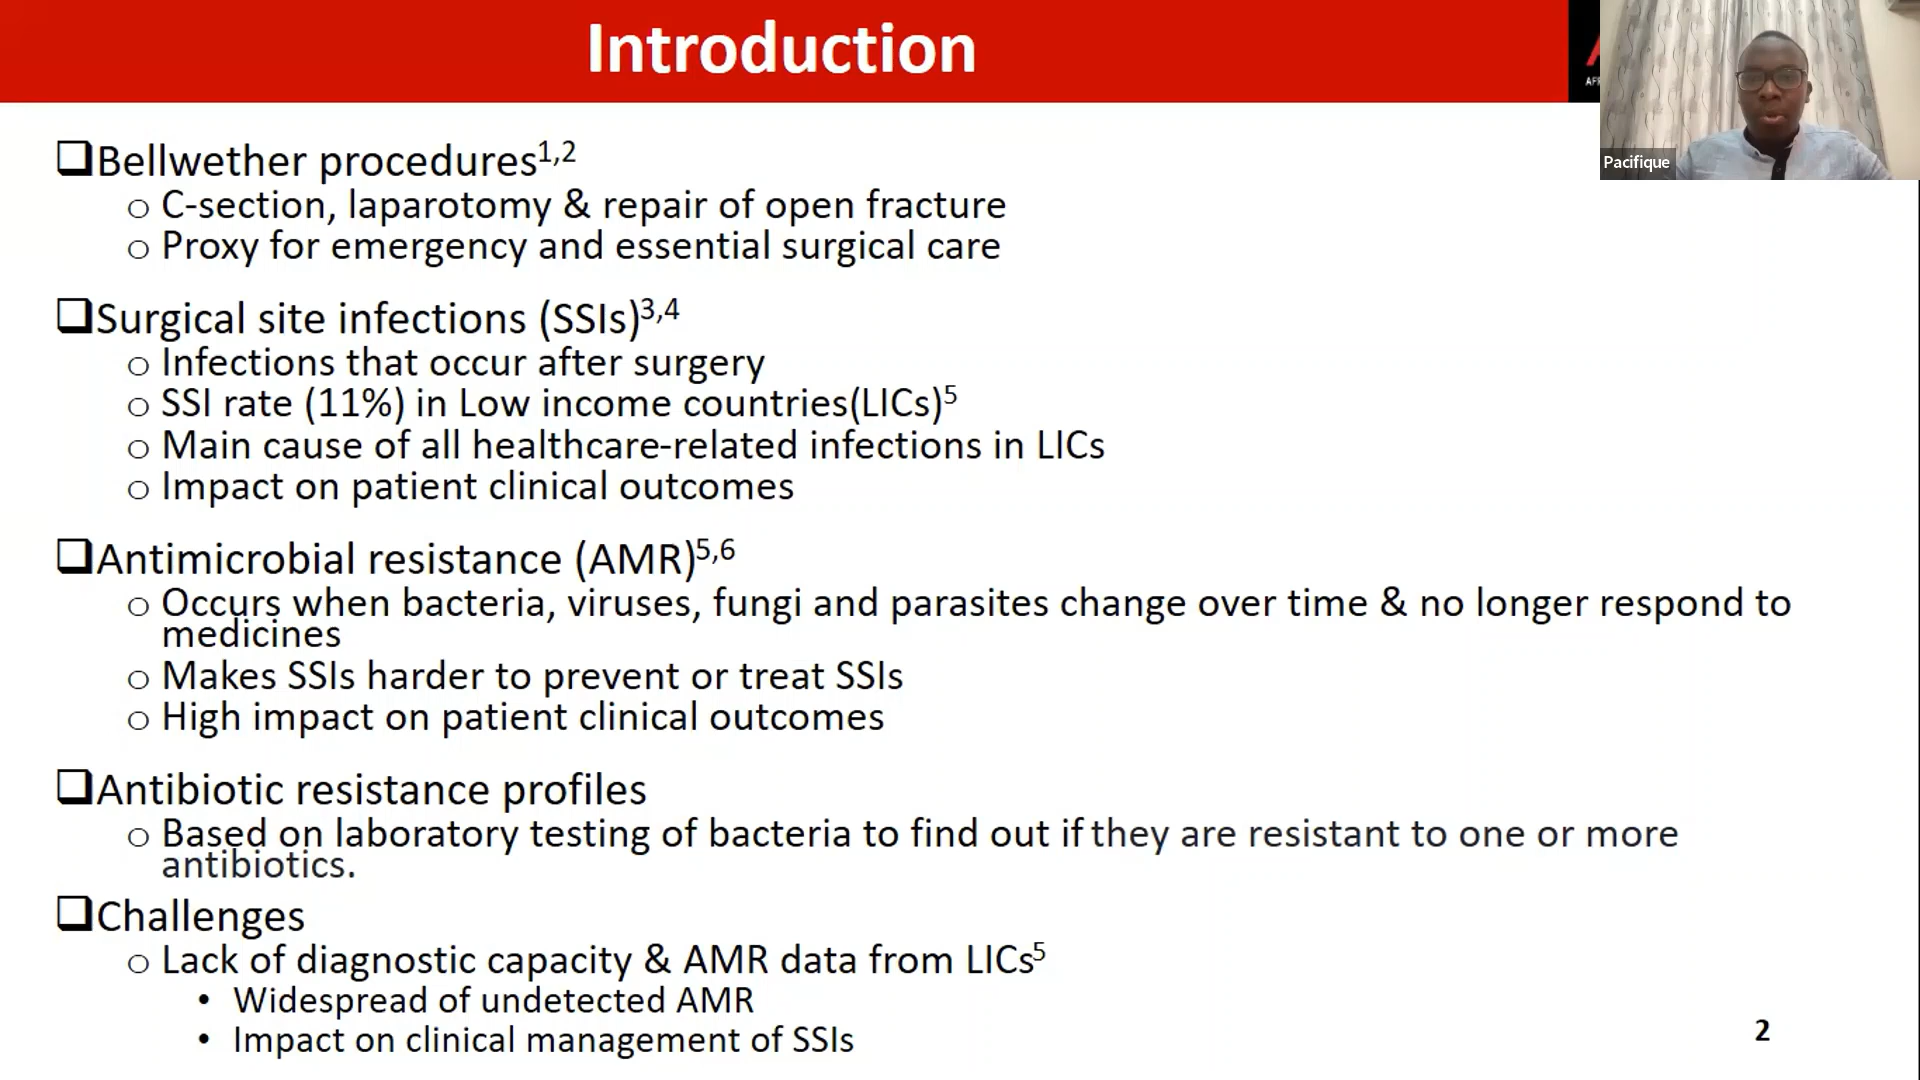 Introduction
AF
Pacifique
❑Bellwether procedures1,2
o C-section, laparotomy & repair of open fracture
o Proxy for emergency and essential surgical care
❑Surgical site infections (SSIs)3,4
o Infections that occur after surgery
o SSI rate (11%) in Low income countries(LICs)5
o Main cause of all healthcare-related infections in LICs
o Impact on patient clinical outcomes
❑Antimicrobial resistance (AMR)5,6
o Occurs when bacteria, viruses, fungi and parasites change over time & no longer respond to
medicines
o Makes SSIs harder to prevent or treat SSIs
o High impact on patient clinical outcomes
❑Antibiotic resistance profiles
o Based on laboratory testing of bacteria to find out if they are resistant to one or more
antibiotics.
❑Challenges
o Lack of diagnostic capacity & AMR data from LICs5
• Widespread of undetected AMR
• Impact on clinical management of SSIs
2